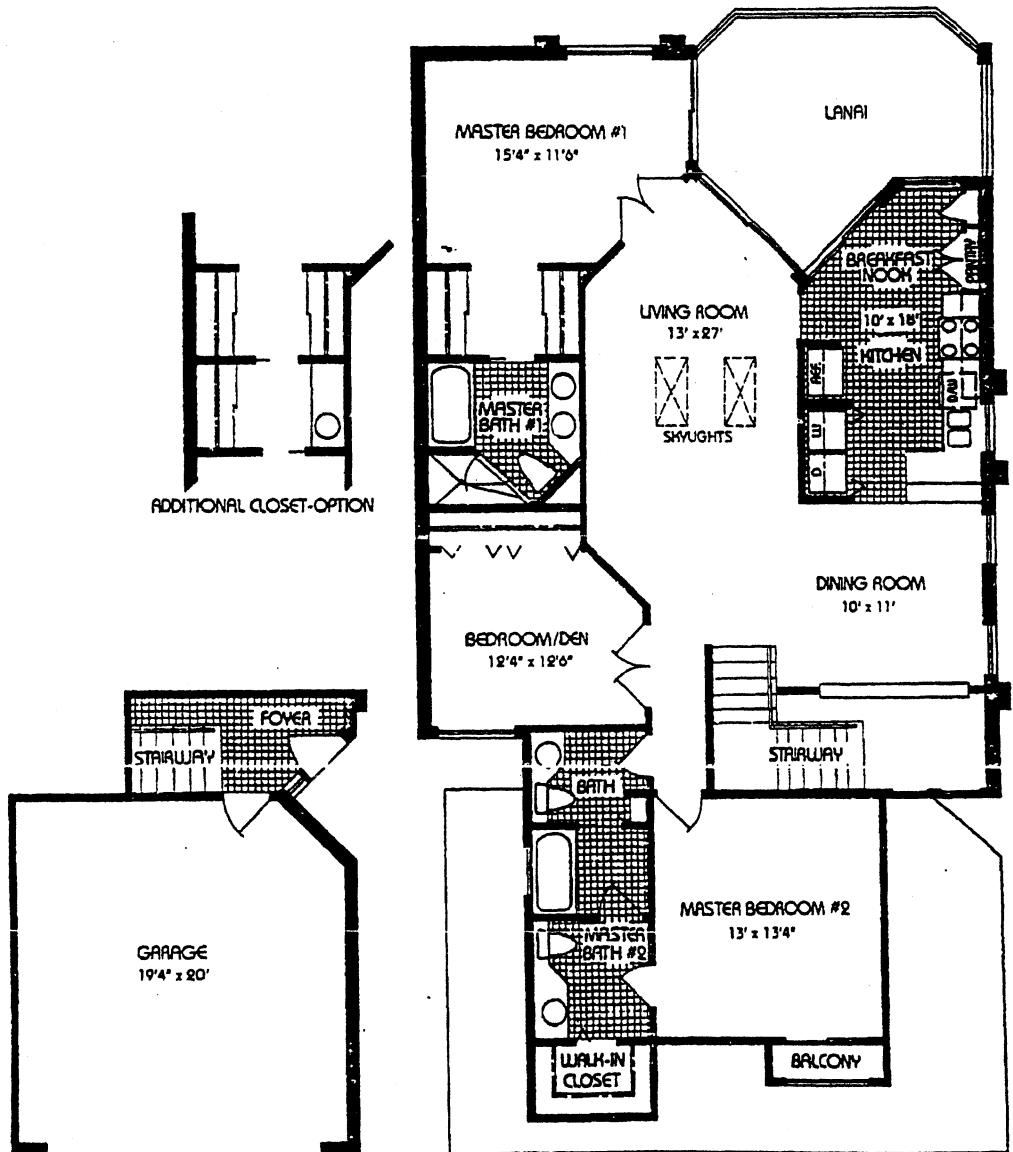 LANAI
MASTER BEDROOM #1
15'4" x 11'6"
BREAKFAST
NOOK
PANTRY
10' x 18'
KITCHEN
LIVING ROOM
13' x 27'
SKYLIGHTS
REF.
D/W
W
D
MASTER
BATH #1
ADDITIONAL CLOSET-OPTION
DINING ROOM
10' x 11'
BEDROOM/DEN
12'4" x 12'6"
FOYER
STAIRWAY
STAIRWAY
BATH
MASTER BEDROOM #2
13' x 13'4"
MASTER
BATH #2
GARAGE
19'4" x 20'
WALK-IN
CLOSET
BALCONY